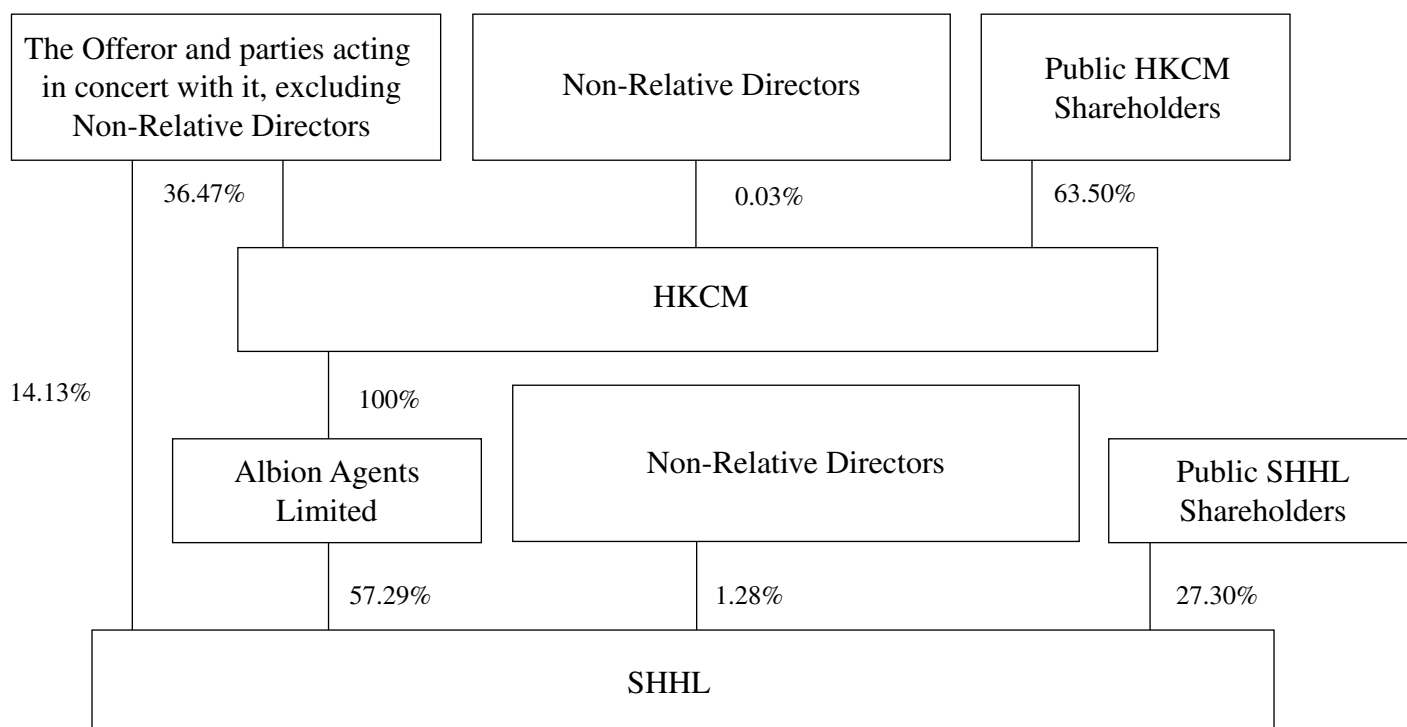 The Offeror and parties acting
in concert with it, excluding
Non-Relative Directors
Non-Relative Directors
Public HKCM
Shareholders
36.47%
0.03%
63.50%
HKCM
14.13%
100%
Albion Agents
Limited
Non-Relative Directors
Public SHHL
Shareholders
57.29%
1.28%
27.30%
SHHL